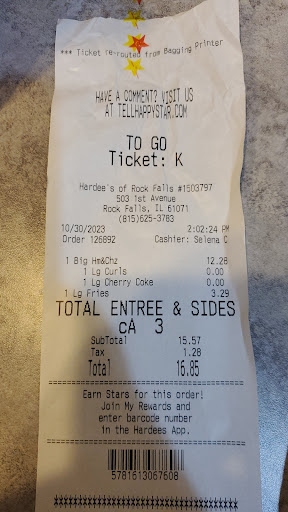 *** Ticket re-routed from Bagging Printer
HAVE A COMMENT? VISIT US
AT TELLHAPPYSTAR.COM
TO GO
Ticket: K
Hardee's of Rock Falls #1503797
503 1st Avenue
Rock Falls, IL 61071
(815)625-3783
10/30/2023 2:02:24 PM
Order 126892 Cashier: Selena C
1 Big Hm&Chz 12.28
1 Lg Curls 0.00
1 Lg Cherry Coke 0.00
1 Lg Fries 3.29
TOTAL ENTREE & SIDES
cA 3
SubTotal 15.57
Tax 1.28
Total 16.85
Earn Stars for this order!
Join My Rewards and
enter barcode number
in the Hardees App.
5781613067608